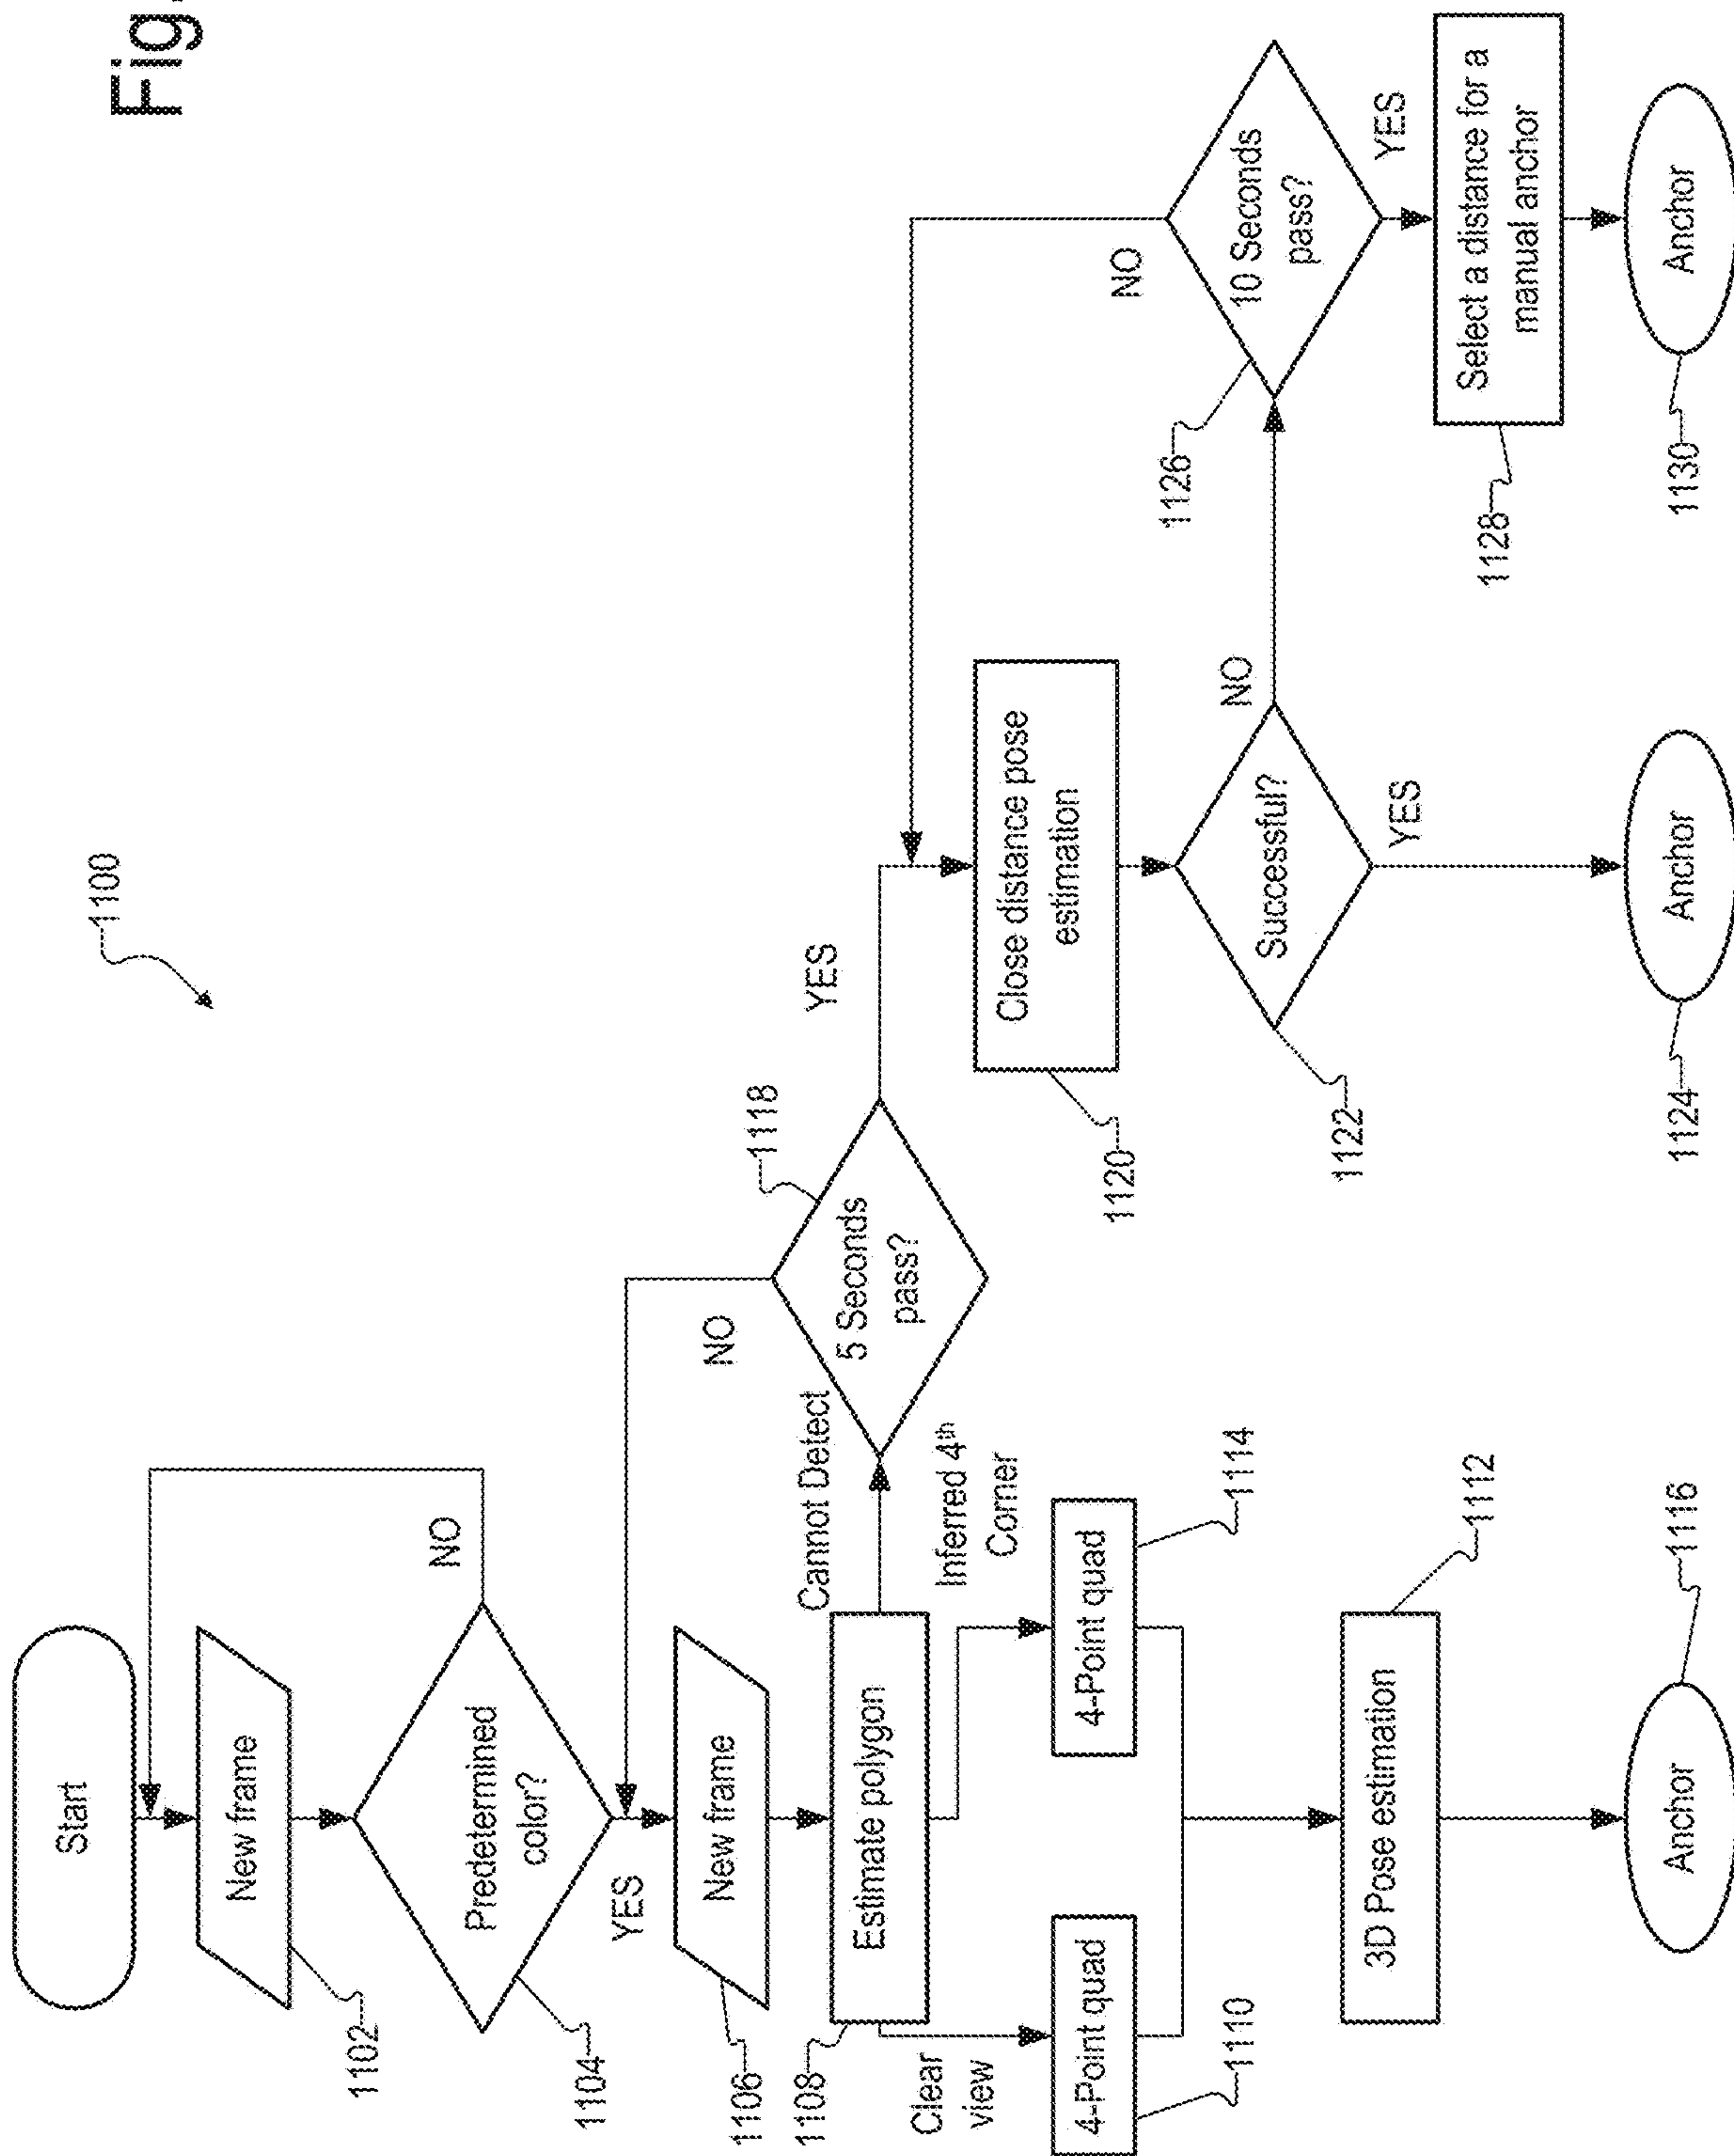 Fig.
1100
Start
New frame
1102
Predetermined
color?
1104
NO
YES
New frame
1106
Estimate polygon
1108
Cannot Detect
Clear
view
Inferred 4th
Corner
4-Point quad
1110
4-Point quad
1114
3D Pose estimation
1112
Anchor
1116
5 Seconds
pass?
1118
NO
YES
Close distance pose
estimation
1120
Successful?
1122
NO
YES
Anchor
1124
10 Seconds
pass?
1126
NO
YES
Select a distance for a
manual anchor
1128
Anchor
1130